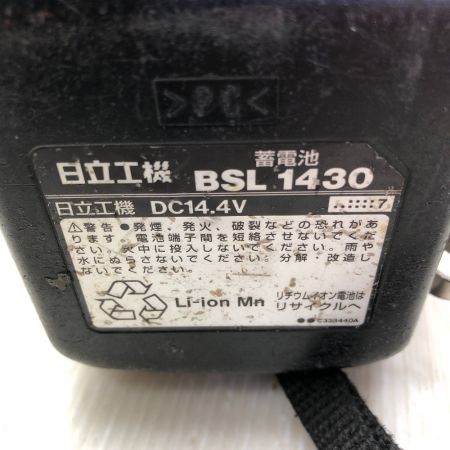 >PC<
日立工機
蓄電池
BSL 1430
日立工機 DC14.4V
⚠警告 ●発煙、発火、破裂などの恐れがあ
ります。電池端子間を短絡させないでくだ
さい。火中に投入しないでください。雨や
水にぬらさないでください。分解・改造し
ないでください。
Li-ion Mn
リチウムイオン電池は
リサイクルへ
●●C333440A